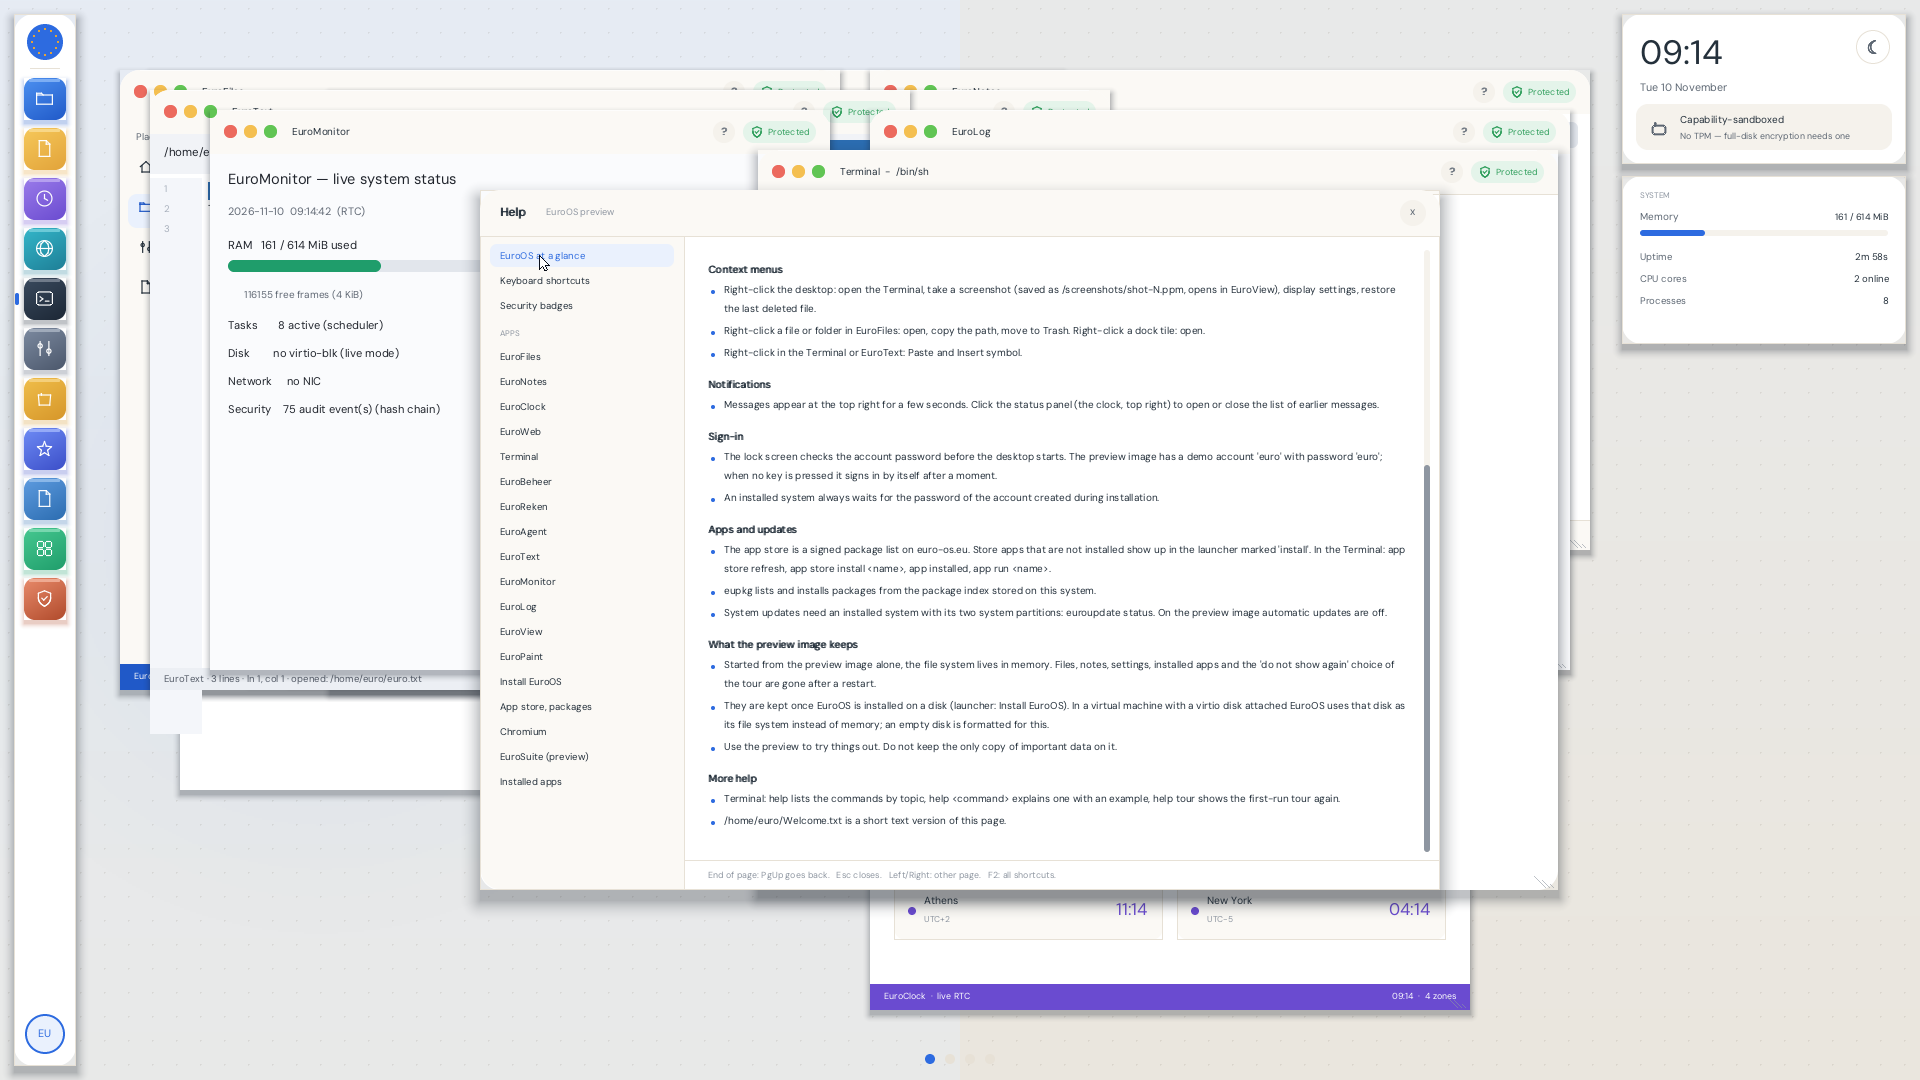 09:14
Tue 10 November
Capability-sandboxed
No TPM — full-disk encryption needs one
SYSTEM
Memory 161 / 614 MiB
Uptime 2m 58s
CPU cores 2 online
Processes 8
? Protected
EuroMonitor ? Protected
EuroLog ? Protected
Terminal - /bin/sh ? Protected
/home/e
1
2
3
EuroMonitor — live system status
2026-11-10 09:14:42 (RTC)
RAM 161 / 614 MiB used
116155 free frames (4 KiB)
Tasks 8 active (scheduler)
Disk no virtio-blk (live mode)
Network no NIC
Security 75 audit event(s) (hash chain)
EuroText · 3 lines · ln 1, col 1 · opened: /home/euro/euro.txt
Help EuroOS preview x
EuroOS at a glance
Keyboard shortcuts
Security badges
APPS
EuroFiles
EuroNotes
EuroClock
EuroWeb
Terminal
EuroBeheer
EuroReken
EuroAgent
EuroText
EuroMonitor
EuroLog
EuroView
EuroPaint
Install EuroOS
App store, packages
Chromium
EuroSuite (preview)
Installed apps
Context menus
Right-click the desktop: open the Terminal, take a screenshot (saved as /screenshots/shot-N.ppm, opens in EuroView), display settings, restore
the last deleted file.
Right-click a file or folder in EuroFiles: open, copy the path, move to Trash. Right-click a dock tile: open.
Right-click in the Terminal or EuroText: Paste and Insert symbol.
Notifications
Messages appear at the top right for a few seconds. Click the status panel (the clock, top right) to open or close the list of earlier messages.
Sign-in
The lock screen checks the account password before the desktop starts. The preview image has a demo account 'euro' with password 'euro';
when no key is pressed it signs in by itself after a moment.
An installed system always waits for the password of the account created during installation.
Apps and updates
The app store is a signed package list on euro-os.eu. Store apps that are not installed show up in the launcher marked 'install'. In the Terminal: app
store refresh, app store install <name>, app installed, app run <name>.
eupkg lists and installs packages from the package index stored on this system.
System updates need an installed system with its two system partitions: euroupdate status. On the preview image automatic updates are off.
What the preview image keeps
Started from the preview image alone, the file system lives in memory. Files, notes, settings, installed apps and the 'do not show again' choice of
the tour are gone after a restart.
They are kept once EuroOS is installed on a disk (launcher: Install EuroOS). In a virtual machine with a virtio disk attached EuroOS uses that disk as
its file system instead of memory; an empty disk is formatted for this.
Use the preview to try things out. Do not keep the only copy of important data on it.
More help
Terminal: help lists the commands by topic, help <command> explains one with an example, help tour shows the first-run tour again.
/home/euro/Welcome.txt is a short text version of this page.
End of page: PgUp goes back. Esc closes. Left/Right: other page. F2: all shortcuts.
Athens 11:14
UTC+2
New York 04:14
UTC-5
EuroClock · live RTC 09:14 · 4 zones
EU